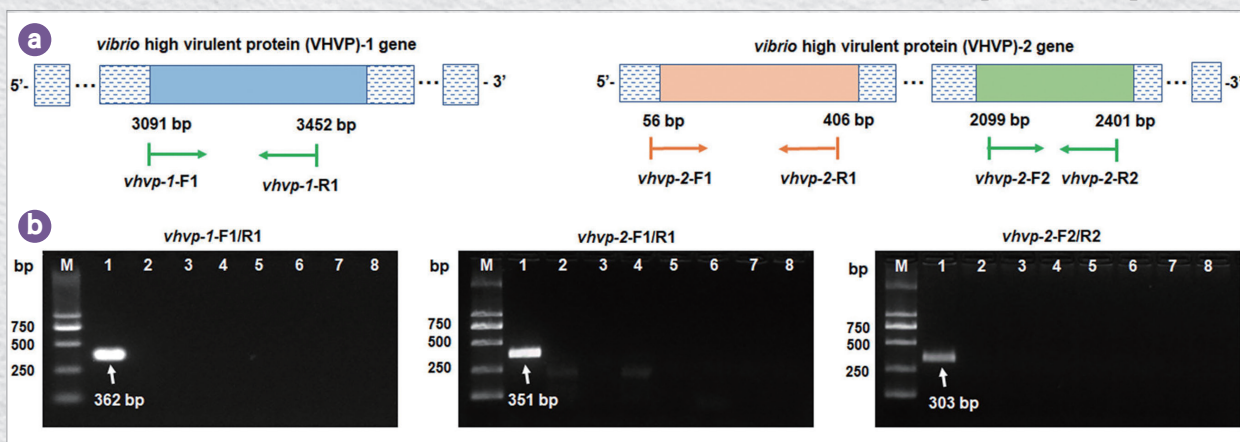 a
vibrio high virulent protein (VHVP)-1 gene
5'- ... ... - 3'
3091 bp 3452 bp
vhvp-1-F1 vhvp-1-R1
vibrio high virulent protein (VHVP)-2 gene
5'- ... ... -3'
56 bp 406 bp 2099 bp 2401 bp
vhvp-2-F1 vhvp-2-R1 vhvp-2-F2 vhvp-2-R2
b
vhvp-1-F1/R1
bp M 1 2 3 4 5 6 7 8
750
500
250
362 bp
vhvp-2-F1/R1
bp M 1 2 3 4 5 6 7 8
750
500
250
351 bp
vhvp-2-F2/R2
bp M 1 2 3 4 5 6 7 8
750
500
250
303 bp